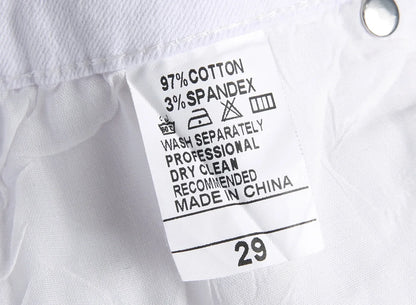 97% COTTON
3% SPANDEX
WASH SEPARATELY
PROFESSIONAL
DRY CLEAN
RECOMMENDED
MADE IN CHINA
29